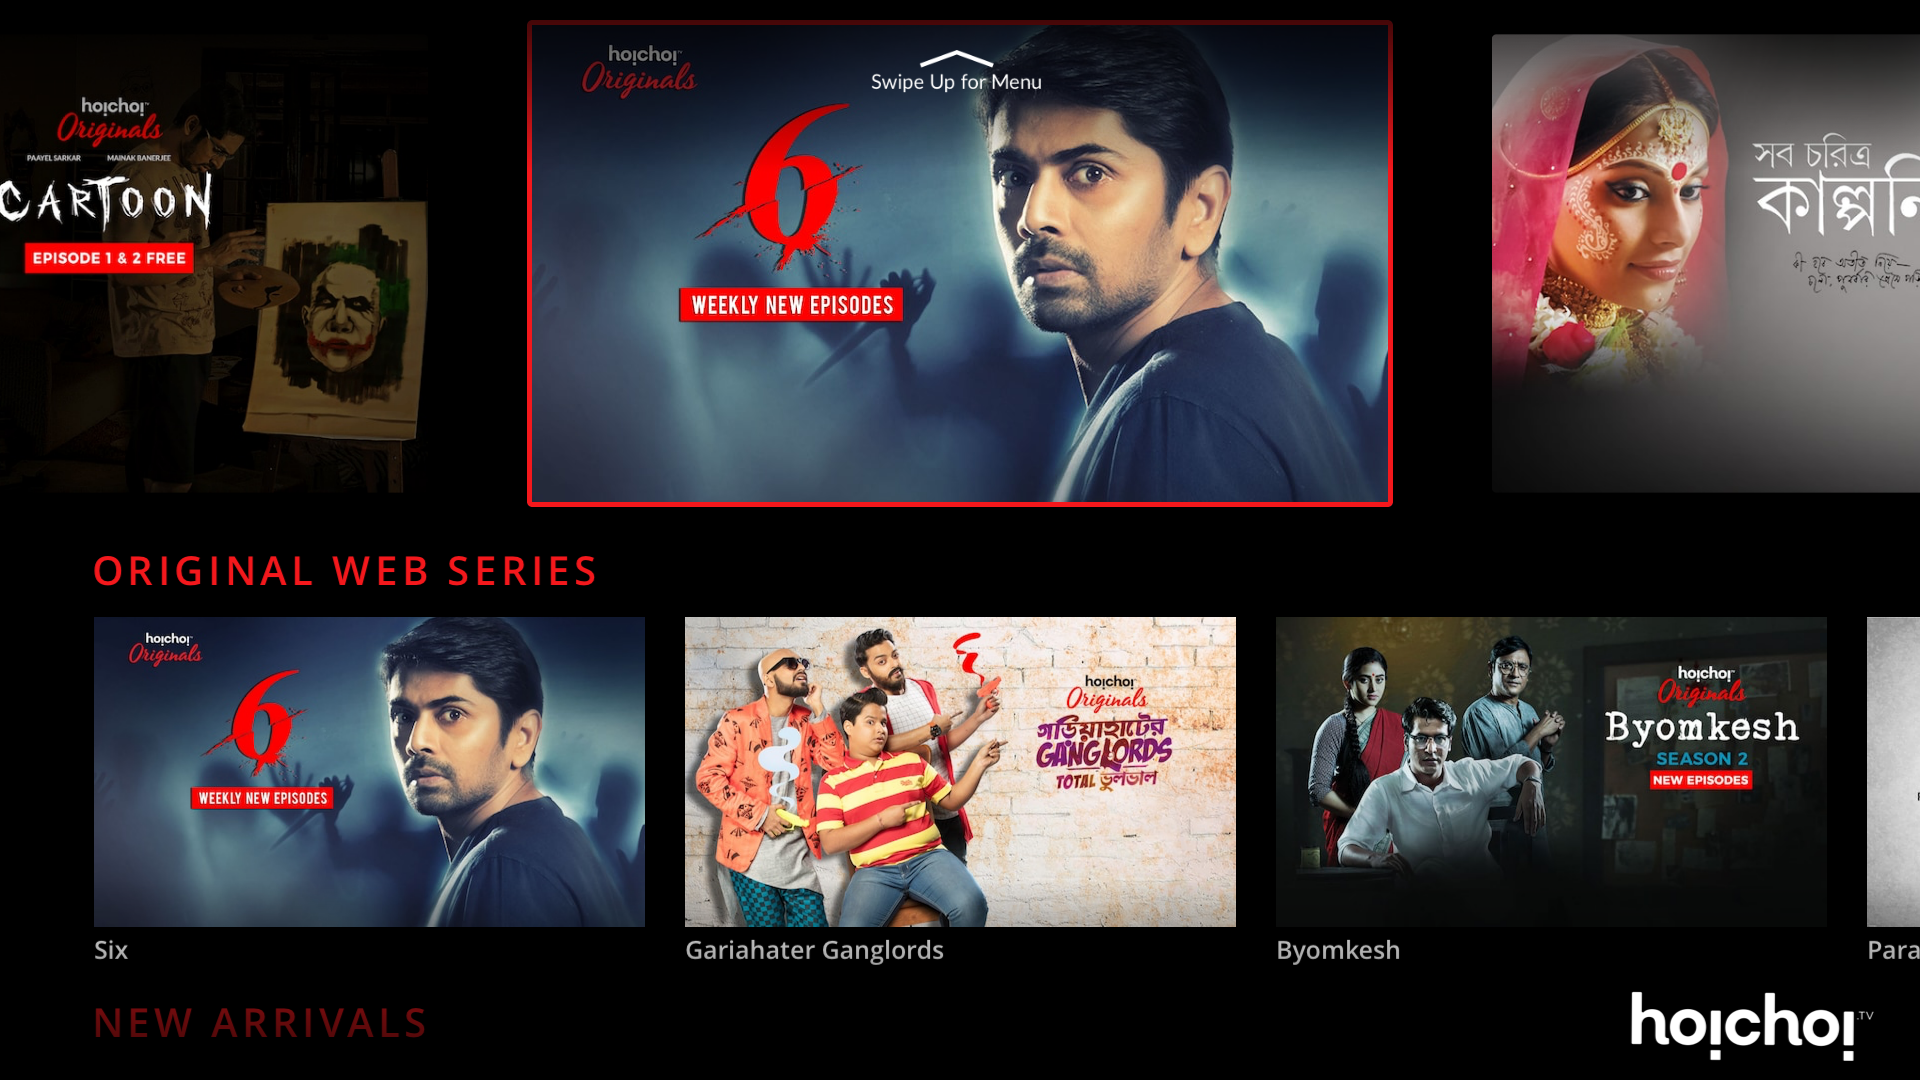 hoichoi
Originals
PAAYEL SARKAR MAINAK BANERJEE
CARTOON
EPISODE 1 & 2 FREE
hoichoi
Originals
Swipe Up for Menu
6
WEEKLY NEW EPISODES
সব চরিত্র
ORIGINAL WEB SERIES
hoichoi
Originals
6
WEEKLY NEW EPISODES
Six
hoichoi
Originals
গড়িয়াহাটের
GANGLORDS
TOTAL ভুলভাল
Gariahater Ganglords
hoichoi
Originals
Byomkesh
SEASON 2
NEW EPISODES
Byomkesh
Para
NEW ARRIVALS
hoichoi.TV